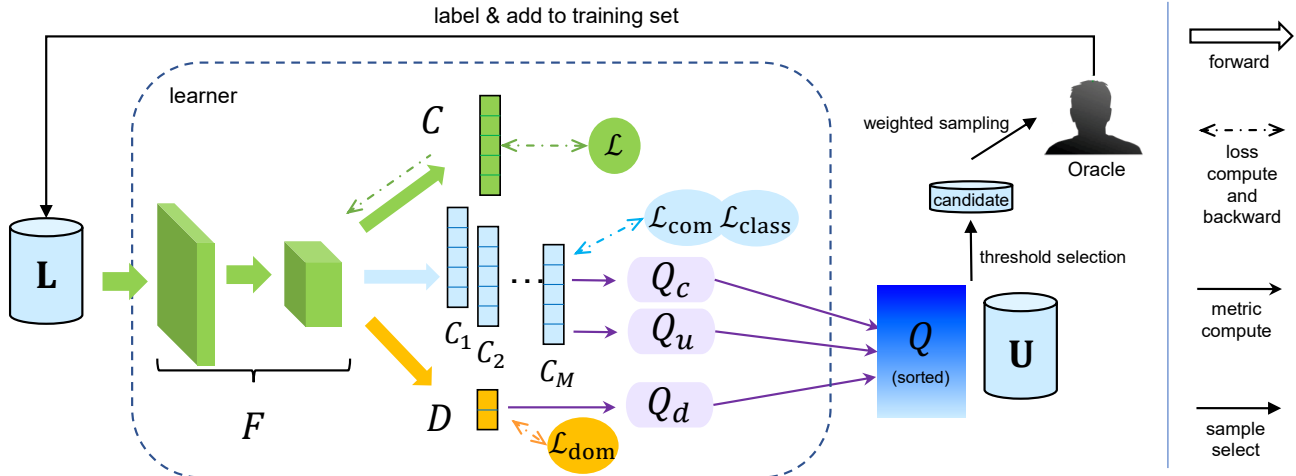 label & add to training set
learner
C
ℒ
forward
weighted sampling
Oracle
loss
compute
and
backward
candidate
ℒcom ℒclass
L
threshold selection
...
Qc
C1
C2
CM
Qu
Q
(sorted)
U
metric
compute
F
D
Qd
ℒdom
sample
select